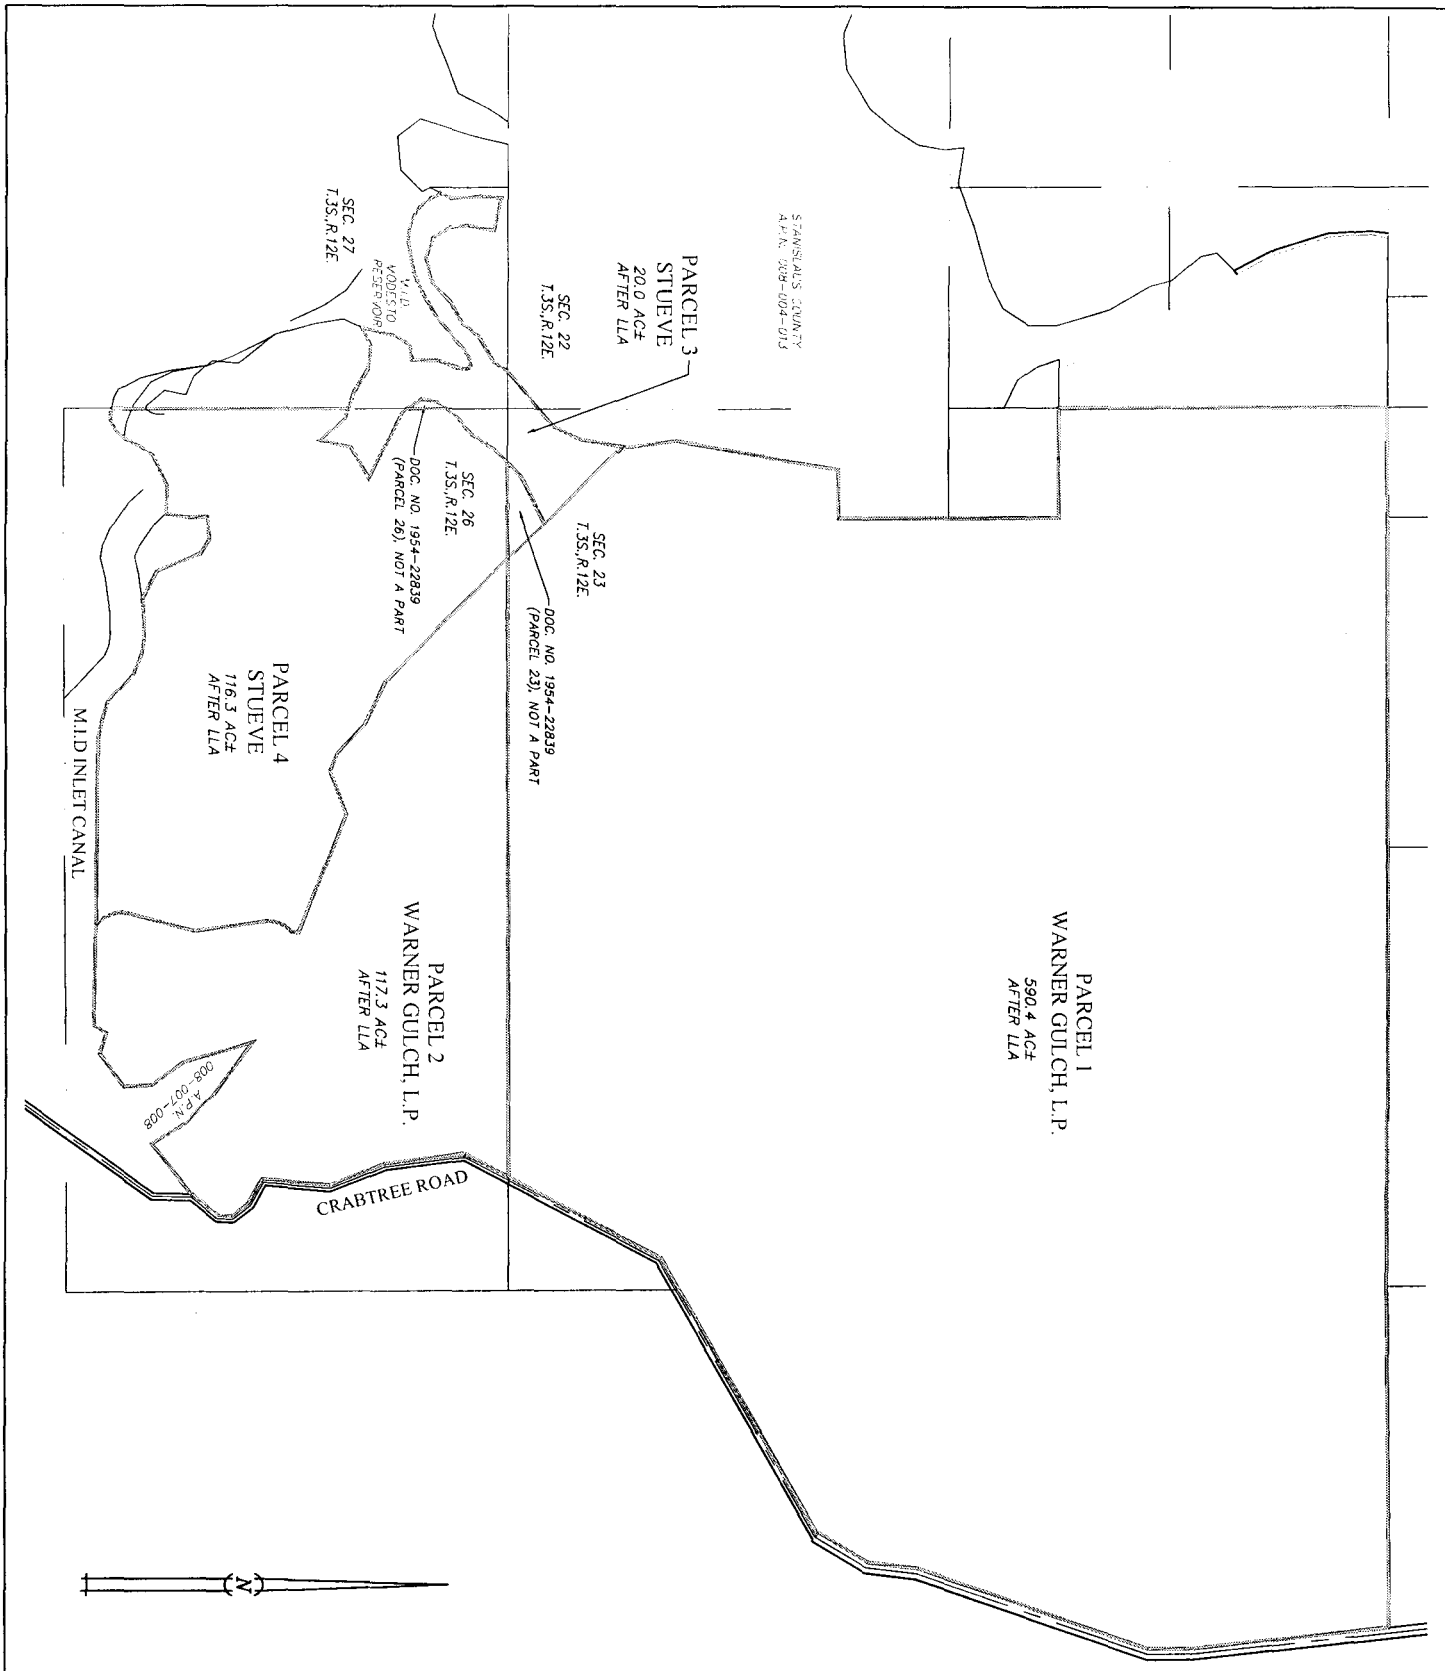 STANISLAUS COUNTY
A.P.N. 008-004-013
PARCEL 3
STUEVE
20.0 AC±
AFTER LLA
SEC. 22
T.3S.,R.12E.
M.I.D
MODESTO
RESERVOIR
SEC. 27
T.3S.,R.12E.
SEC. 23
T.3S.,R.12E.
DOC. NO. 1954-22839
(PARCEL 23), NOT A PART
SEC. 26
T.3S.,R.12E.
DOC. NO. 1954-22839
(PARCEL 26), NOT A PART
PARCEL 4
STUEVE
116.3 AC±
AFTER LLA
M.I.D INLET CANAL
PARCEL 1
WARNER GULCH, L.P.
590.4 AC±
AFTER LLA
PARCEL 2
WARNER GULCH, L.P.
117.3 AC±
AFTER LLA
A.P.N.
008-007-008
CRABTREE ROAD
N